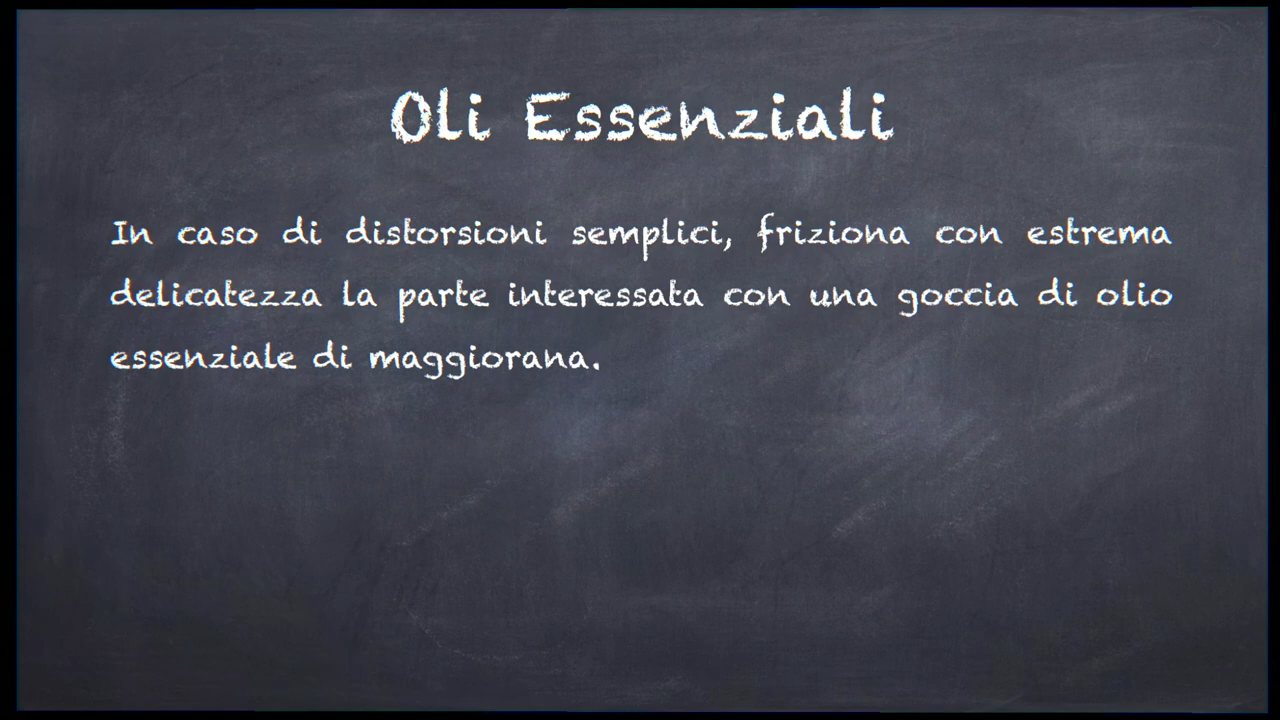 Oli Essenziali
In caso di distorsioni semplici, friziona con estrema
delicatezza la parte interessata con una goccia di olio
essenziale di maggiorana.